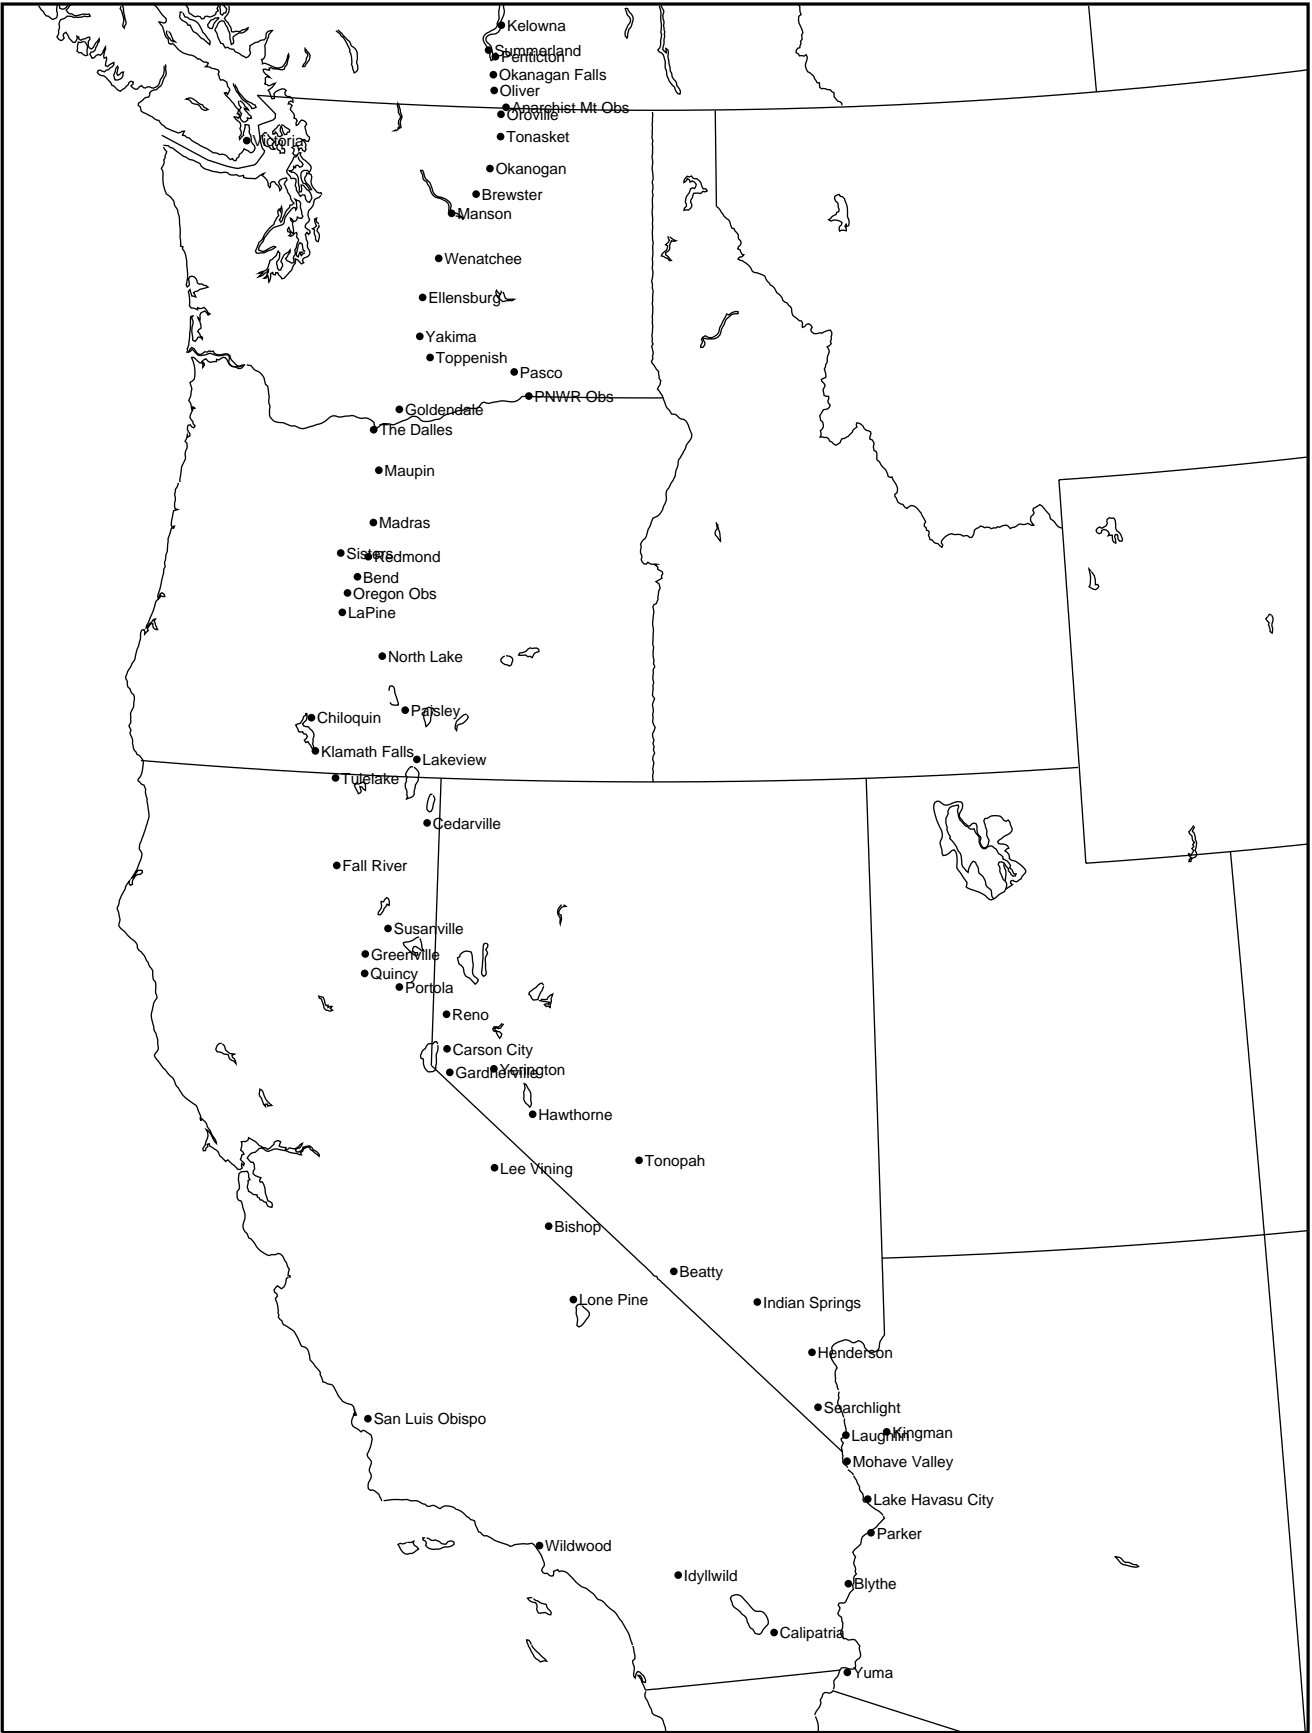 Kelowna
Summerland
Penticton
Okanagan Falls
Oliver
Anarchist Mt Obs
Oroville
Tonasket
Victoria
Okanogan
Brewster
Manson
Wenatchee
Ellensburg
Yakima
Toppenish
Pasco
PNWR Obs
Goldendale
The Dalles
Maupin
Madras
Sisters
Redmond
Bend
Oregon Obs
LaPine
North Lake
Paisley
Chiloquin
Klamath Falls
Lakeview
Tulelake
Cedarville
Fall River
Susanville
Greenville
Quincy
Portola
Reno
Carson City
Yerington
Gardnerville
Hawthorne
Tonopah
Lee Vining
Bishop
Beatty
Lone Pine
Indian Springs
Henderson
Searchlight
San Luis Obispo
Kingman
Laughlin
Mohave Valley
Lake Havasu City
Parker
Wildwood
Idyllwild
Blythe
Calipatria
Yuma